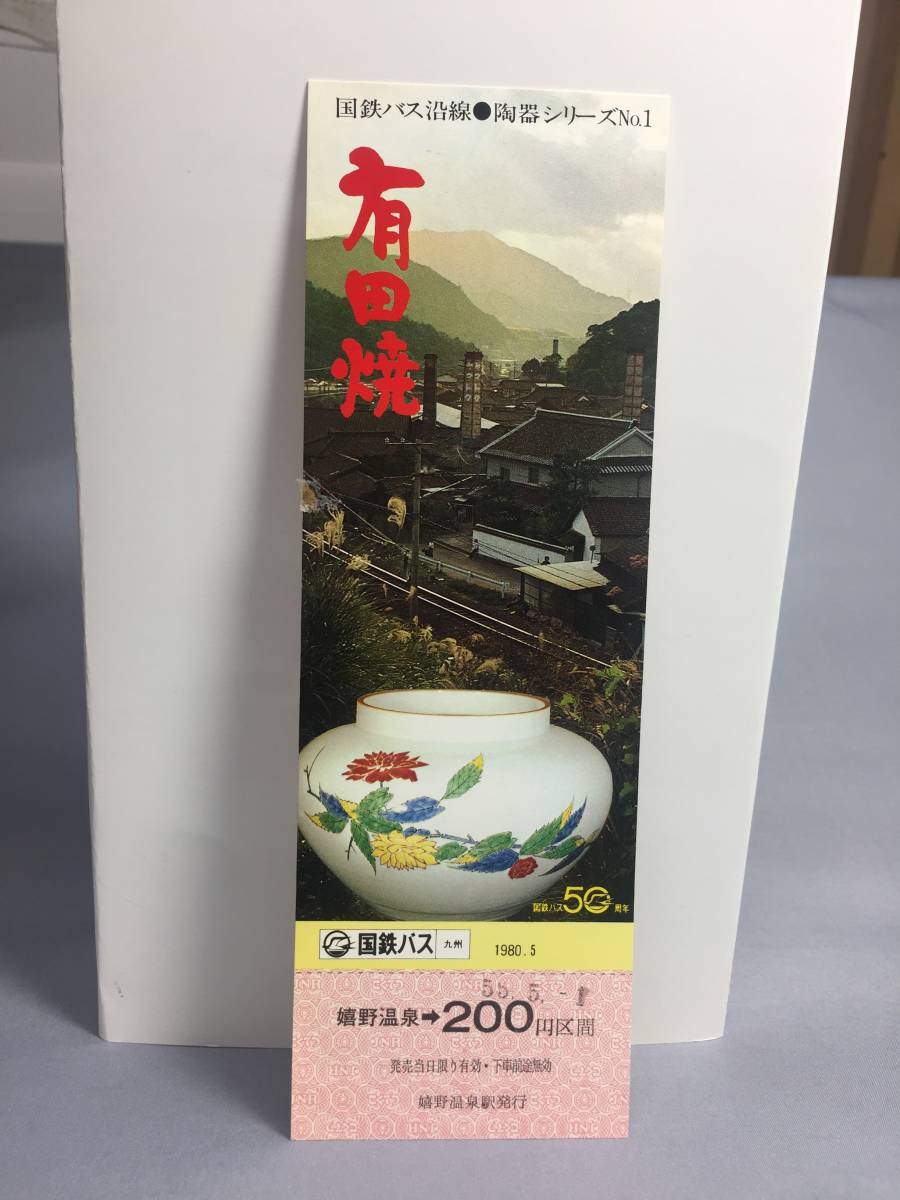 国鉄バス沿線●陶器シリーズNo.1
有田焼
国鉄バス50周年
国鉄バス 九州 1980.5
55.5.-1
嬉野温泉➡200円区間
発売当日限り有効・下車前途無効
嬉野温泉駅発行